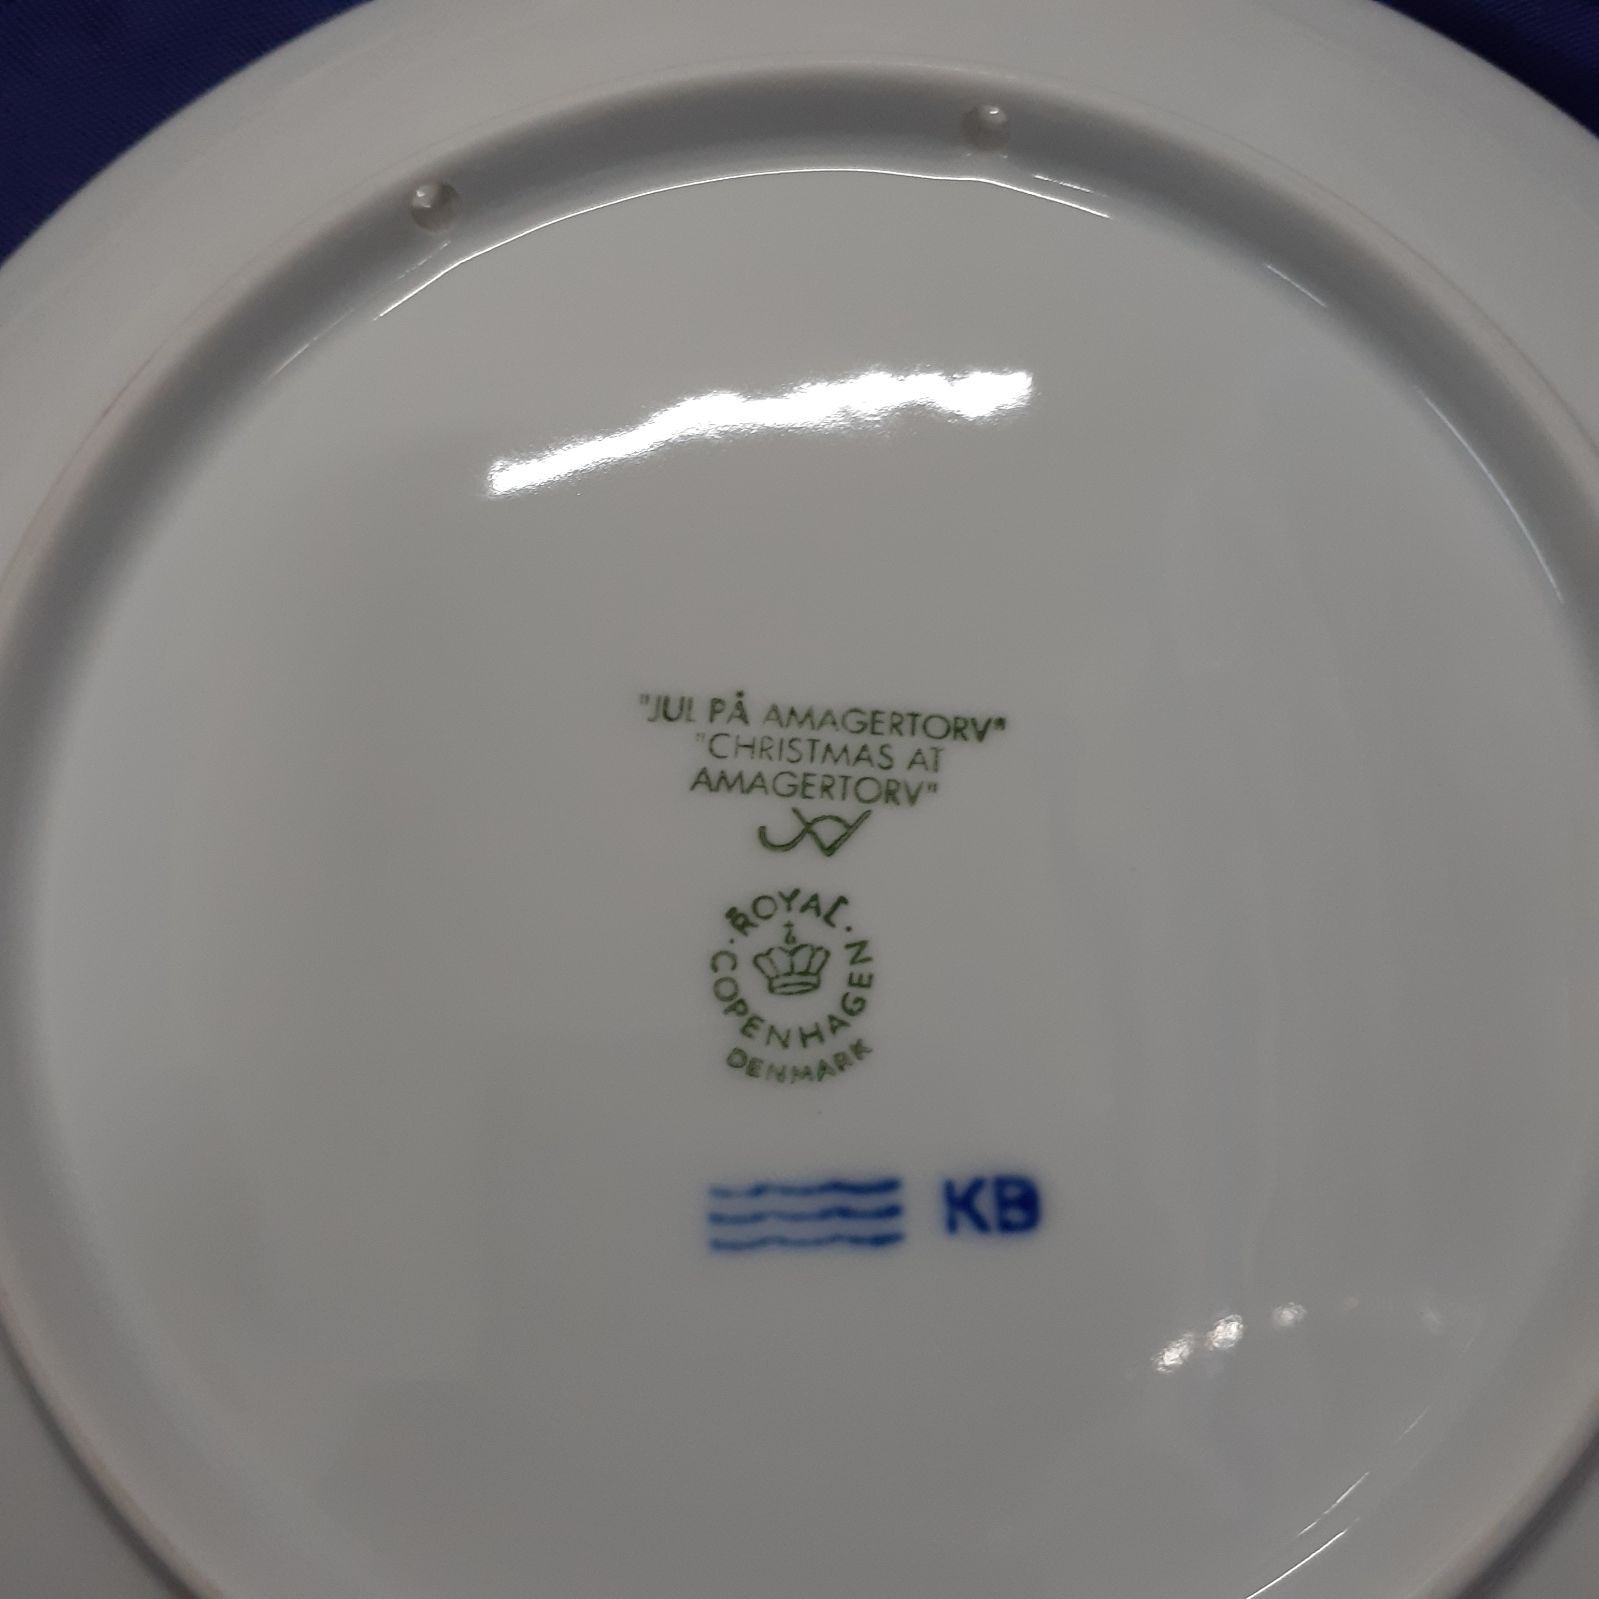 "JUL PÅ AMAGERTORV"
"CHRISTMAS AT
AMAGERTORV"
ROYAL
COPENHAGEN
DENMARK
KB